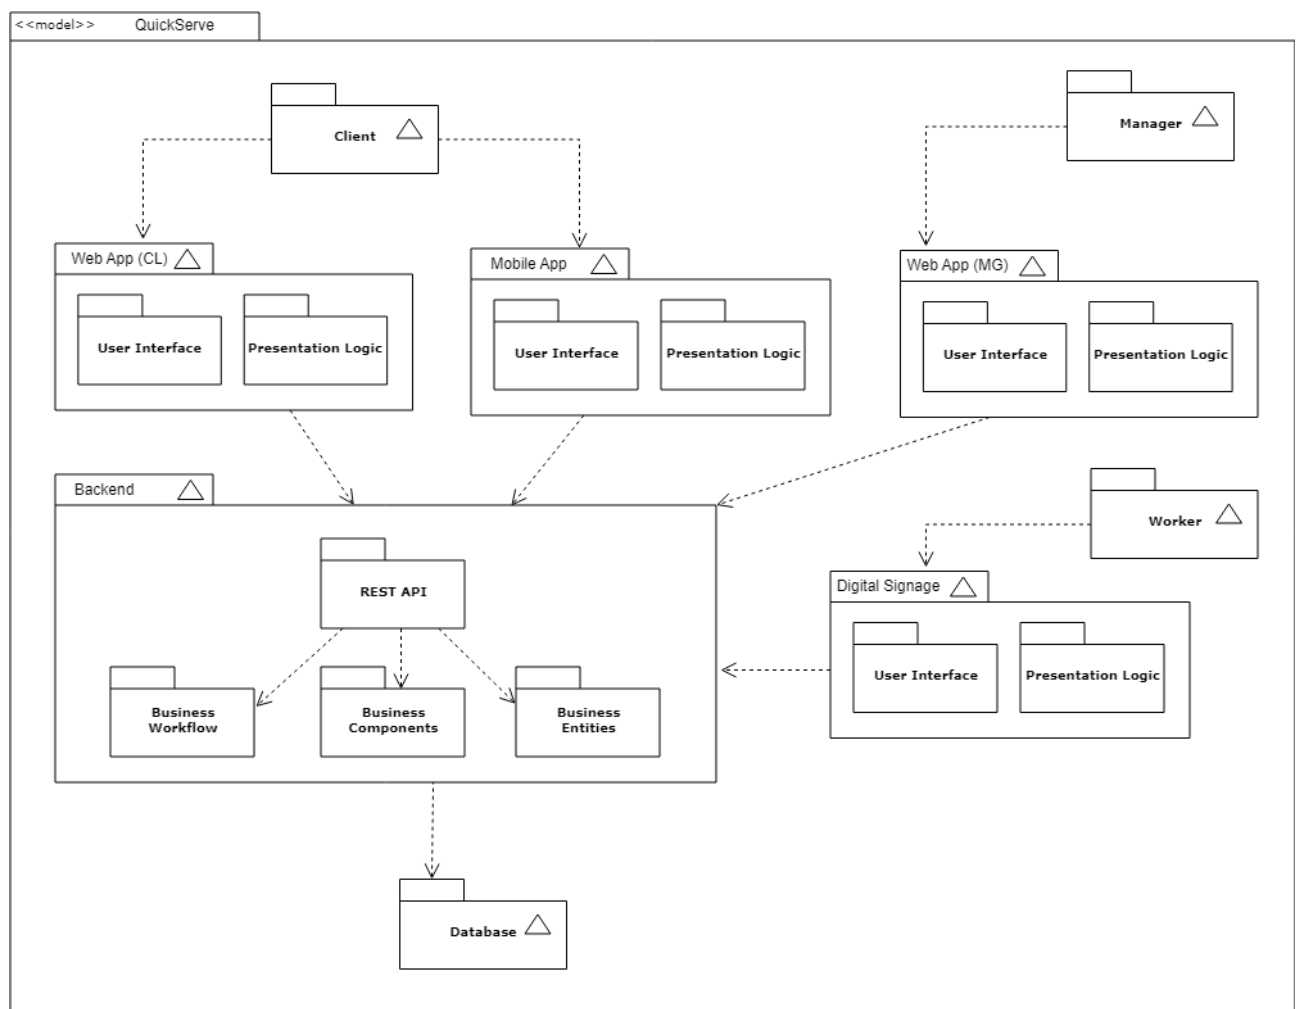 <<model>> QuickServe
Client
Manager
Web App (CL)
Mobile App
Web App (MG)
User Interface
Presentation Logic
User Interface
Presentation Logic
User Interface
Presentation Logic
Backend
Worker
REST API
Digital Signage
User Interface
Presentation Logic
Business
Workflow
Business
Components
Business
Entities
Database